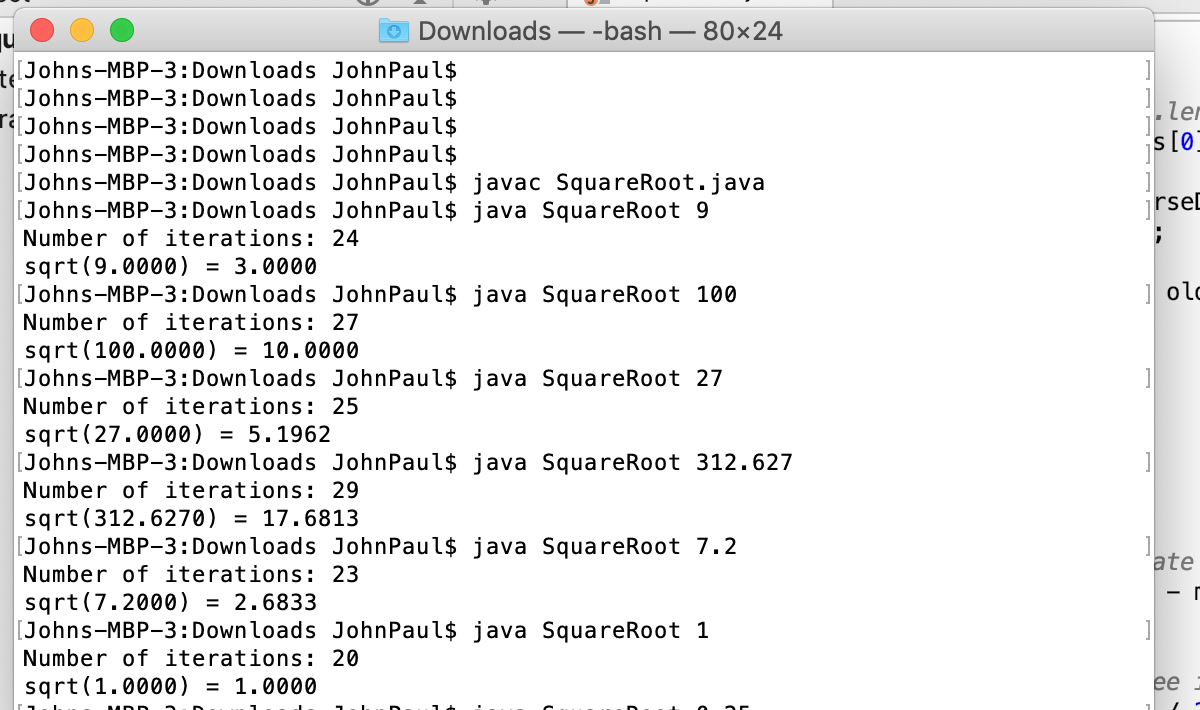 Downloads — -bash — 80×24
[Johns-MBP-3:Downloads JohnPaul$ ]
[Johns-MBP-3:Downloads JohnPaul$ ]
[Johns-MBP-3:Downloads JohnPaul$ ]
[Johns-MBP-3:Downloads JohnPaul$ ]
[Johns-MBP-3:Downloads JohnPaul$ javac SquareRoot.java ]
[Johns-MBP-3:Downloads JohnPaul$ java SquareRoot 9 ]
Number of iterations: 24
sqrt(9.0000) = 3.0000
[Johns-MBP-3:Downloads JohnPaul$ java SquareRoot 100 ]
Number of iterations: 27
sqrt(100.0000) = 10.0000
[Johns-MBP-3:Downloads JohnPaul$ java SquareRoot 27 ]
Number of iterations: 25
sqrt(27.0000) = 5.1962
[Johns-MBP-3:Downloads JohnPaul$ java SquareRoot 312.627 ]
Number of iterations: 29
sqrt(312.6270) = 17.6813
[Johns-MBP-3:Downloads JohnPaul$ java SquareRoot 7.2 ]
Number of iterations: 23
sqrt(7.2000) = 2.6833
[Johns-MBP-3:Downloads JohnPaul$ java SquareRoot 1 ]
Number of iterations: 20
sqrt(1.0000) = 1.0000